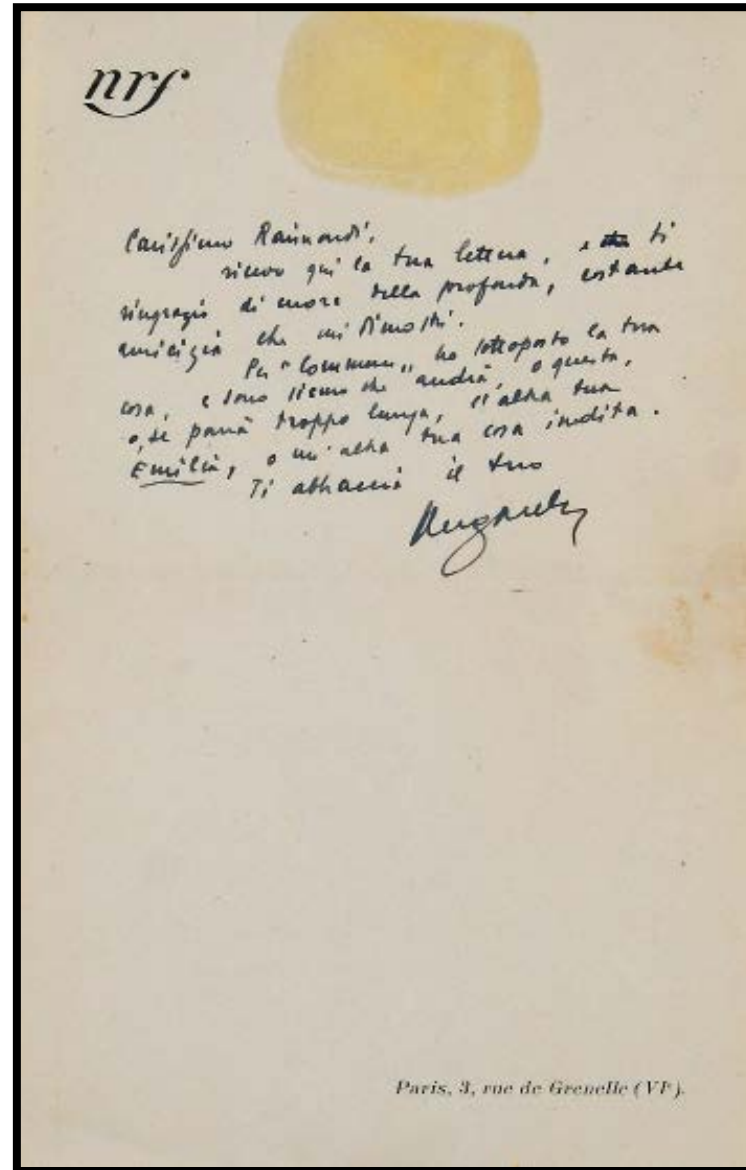 nrf
Carissimo Raimondi,
ricevo qui la tua lettera, e ti
ringrazio di cuore della profonda, costante
amicizia che mi dimostri.
Per "Commerce" ho sottoposto la tua
cosa, e sono sicuro che andrà, o questa,
o, se parrà troppo lunga, l'altra tua
Emilia, o un'altra tua cosa inedita.
Ti abbraccia il tuo
Ungaretti
Paris, 3, rue de Grenelle (VIe).